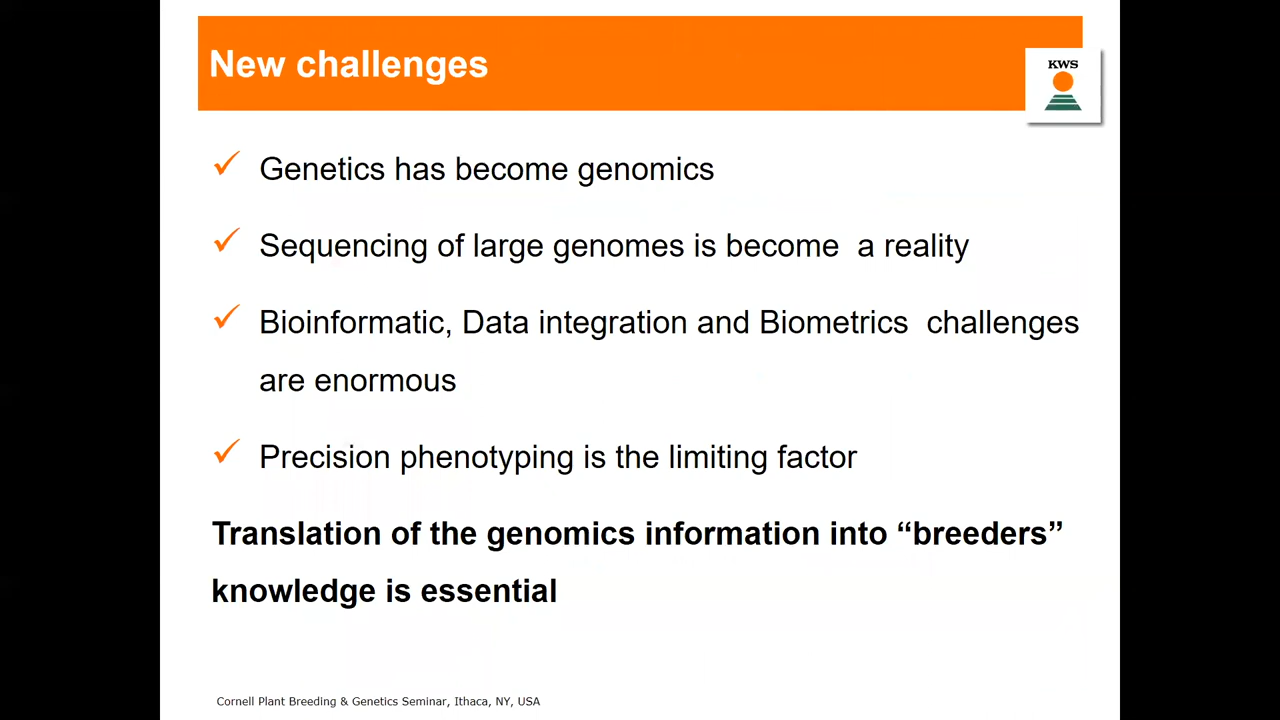 New challenges
KWS
Genetics has become genomics
Sequencing of large genomes is become  a reality
Bioinformatic, Data integration and Biometrics  challenges
are enormous
Precision phenotyping is the limiting factor
Translation of the genomics information into “breeders”
knowledge is essential
Cornell Plant Breeding & Genetics Seminar, Ithaca, NY, USA